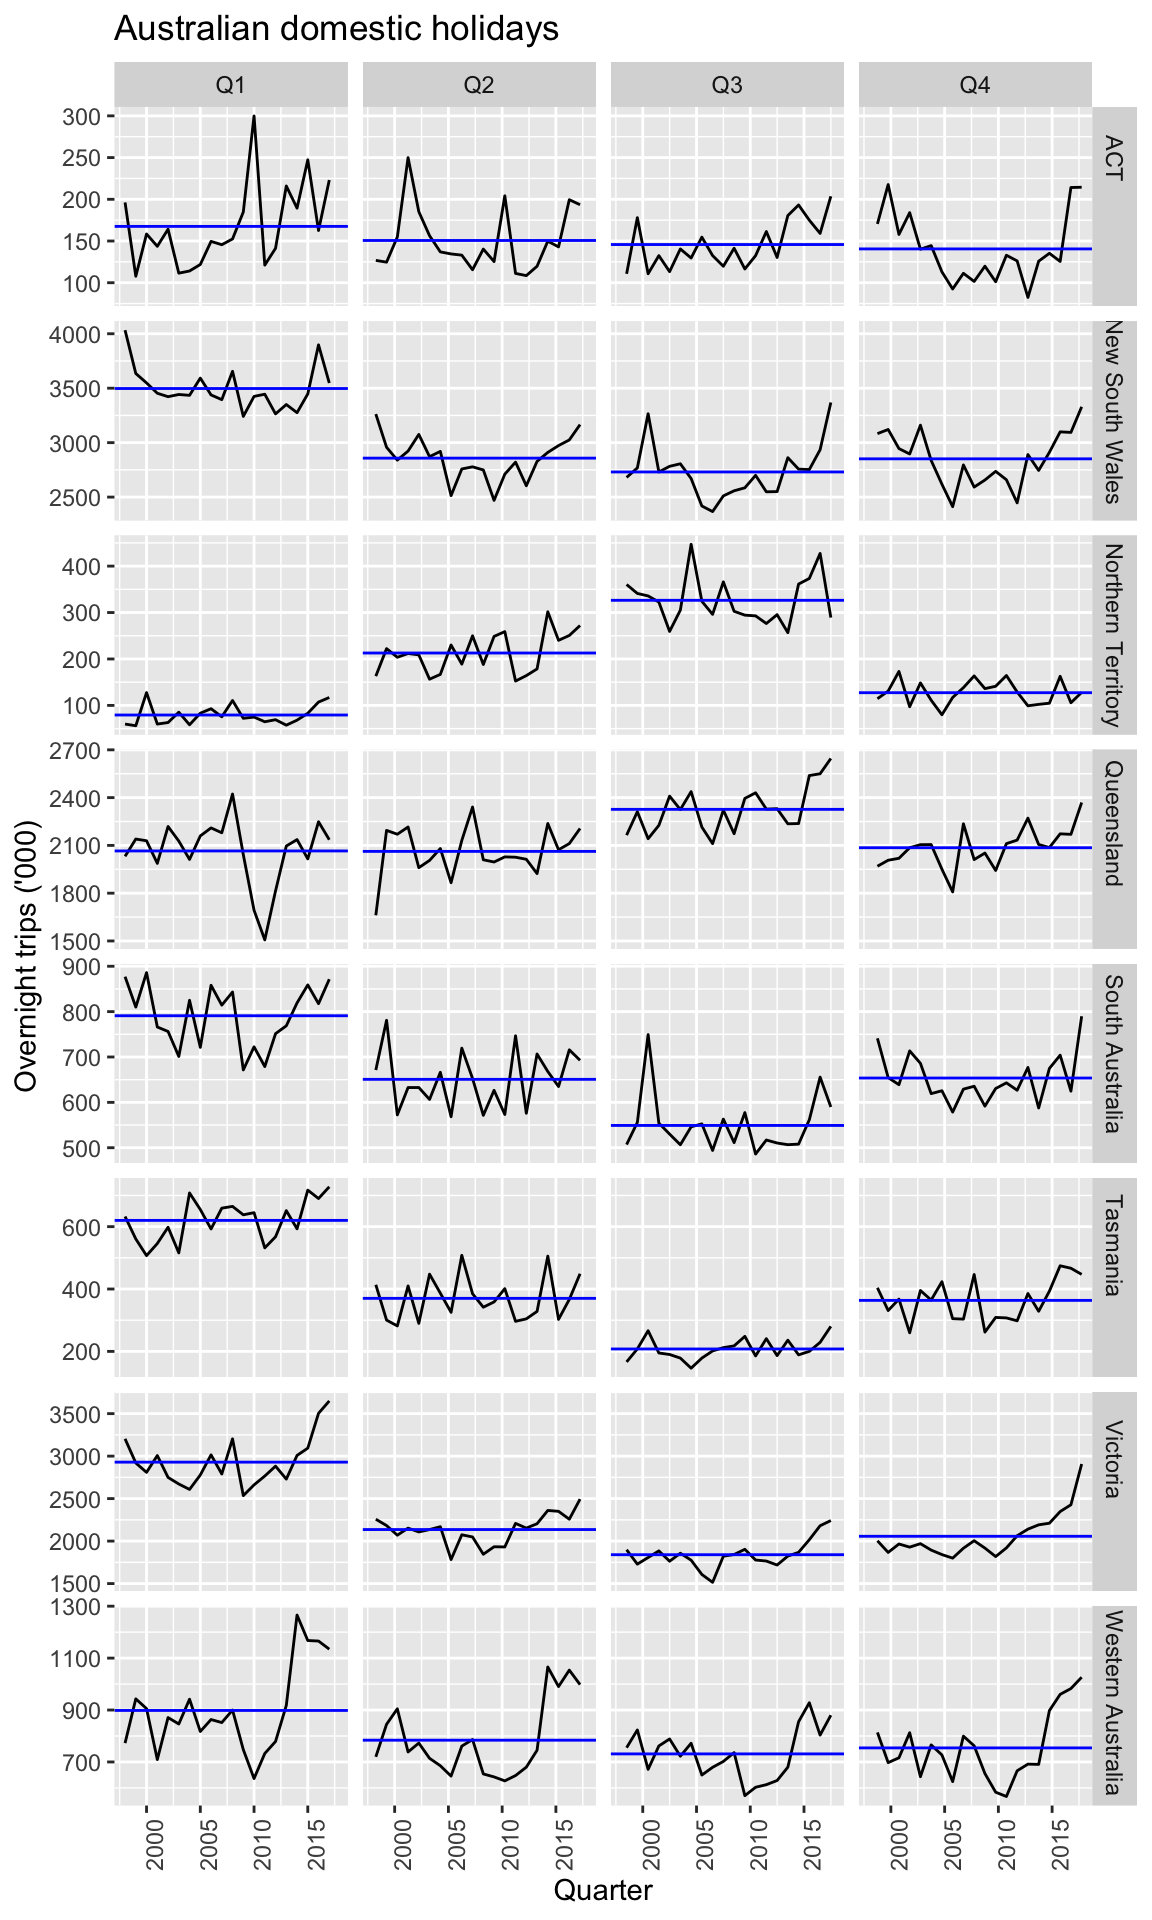 Australian domestic holidays
Q1 Q2 Q3 Q4
300
250
200
150
100
ACT
4000
3500
3000
2500
New South Wales
400
300
200
100
Northern Territory
2700
2400
2100
1800
1500
Queensland
900
800
700
600
500
South Australia
600
400
200
Tasmania
3500
3000
2500
2000
1500
Victoria
1300
1100
900
700
Western Australia
Overnight trips ('000)
2000 2005 2010 2015 2000 2005 2010 2015 2000 2005 2010 2015 2000 2005 2010 2015
Quarter